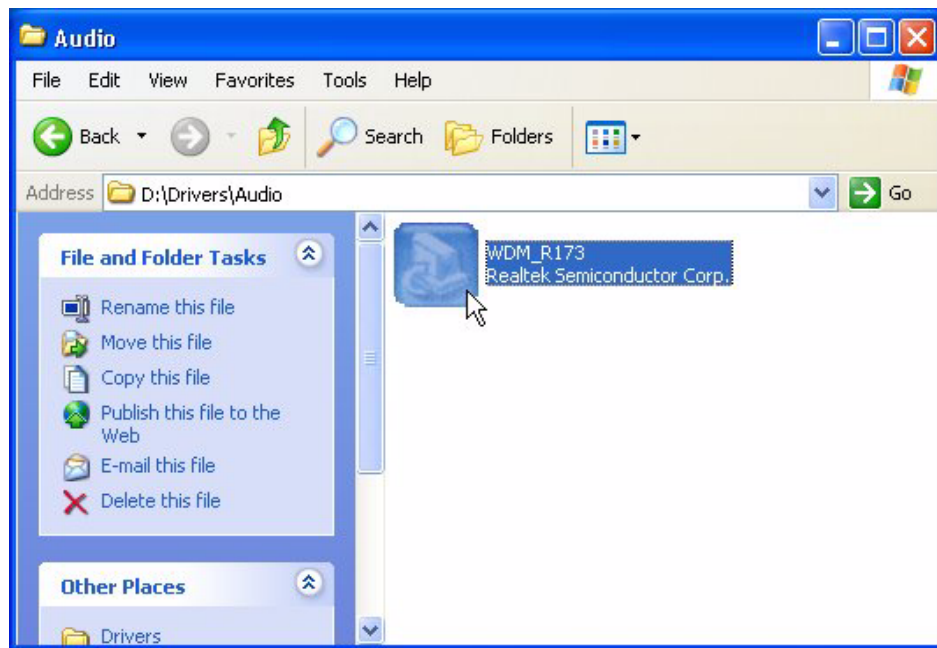 Audio
File Edit View Favorites Tools Help
Back Search Folders
Address D:\Drivers\Audio Go
File and Folder Tasks
Rename this file
Move this file
Copy this file
Publish this file to the
Web
E-mail this file
Delete this file
Other Places
Drivers
WDM_R173
Realtek Semiconductor Corp.